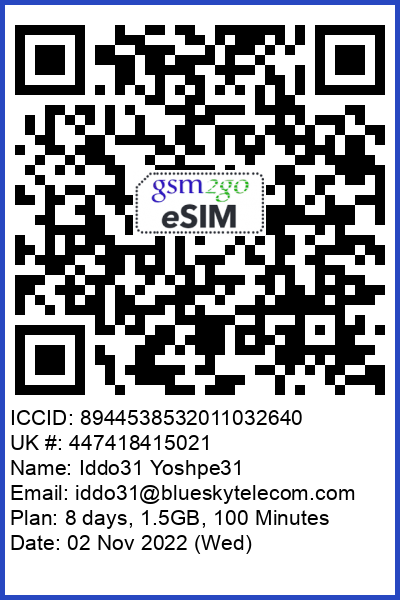 gsm2go
eSIM
ICCID: 8944538532011032640
UK #: 447418415021
Name: Iddo31 Yoshpe31
Email: iddo31@blueskytelecom.com
Plan: 8 days, 1.5GB, 100 Minutes
Date: 02 Nov 2022 (Wed)